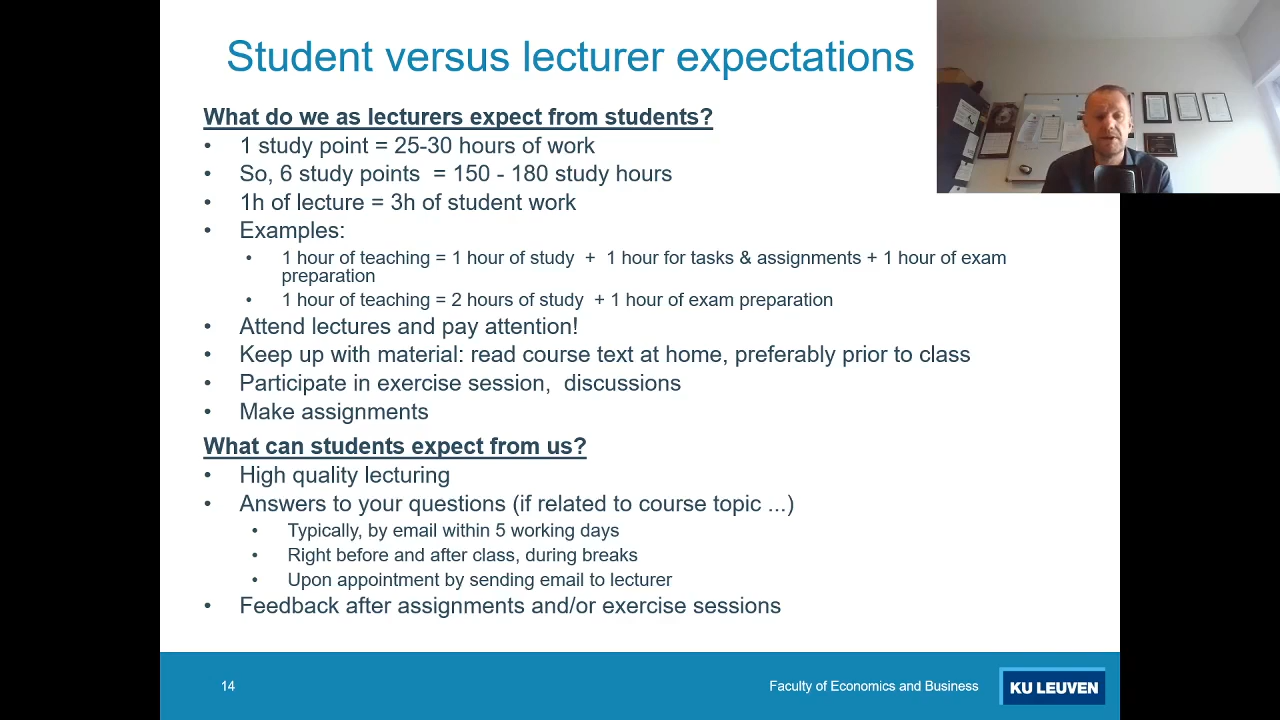 Student versus lecturer expectations
What do we as lecturers expect from students?
• 1 study point = 25-30 hours of work
• So, 6 study points = 150 - 180 study hours
• 1h of lecture = 3h of student work
• Examples:
• 1 hour of teaching = 1 hour of study + 1 hour for tasks & assignments + 1 hour of exam
preparation
• 1 hour of teaching = 2 hours of study + 1 hour of exam preparation
• Attend lectures and pay attention!
• Keep up with material: read course text at home, preferably prior to class
• Participate in exercise session, discussions
• Make assignments
What can students expect from us?
• High quality lecturing
• Answers to your questions (if related to course topic ...)
• Typically, by email within 5 working days
• Right before and after class, during breaks
• Upon appointment by sending email to lecturer
• Feedback after assignments and/or exercise sessions
14
Faculty of Economics and Business
KU LEUVEN